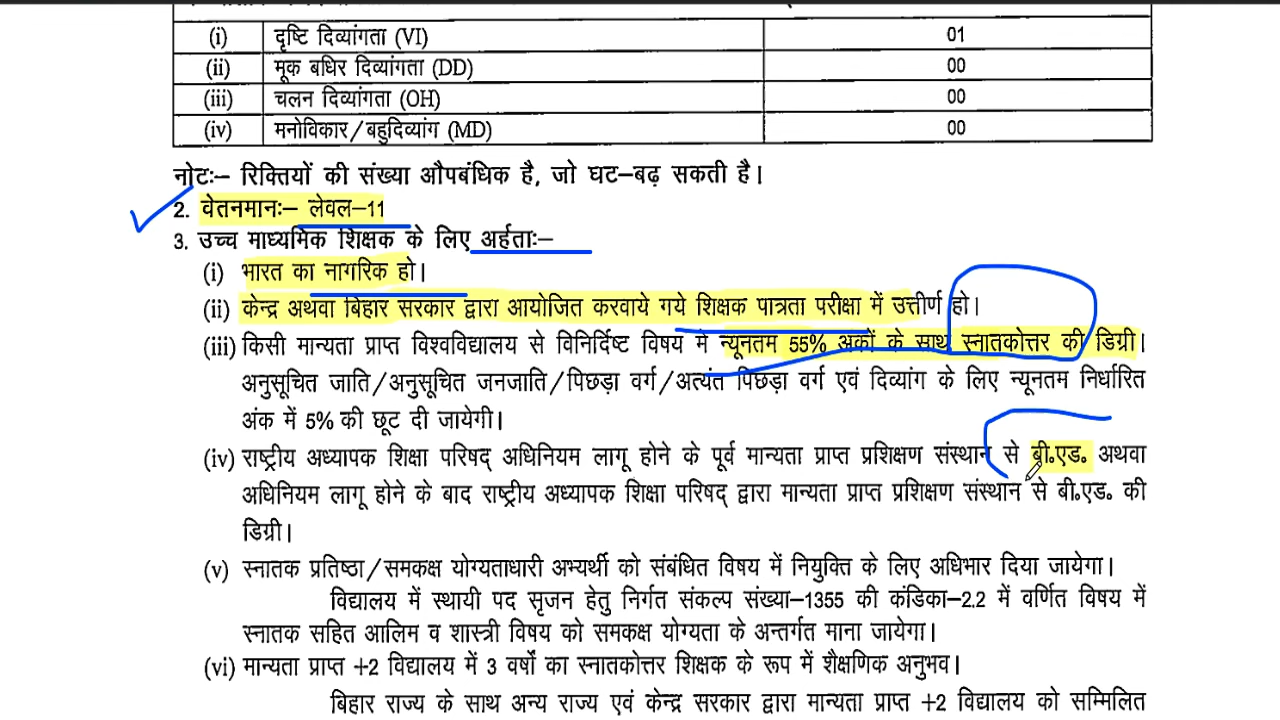 (i) दृष्टि दिव्यांगता (VI) 01
(ii) मूक बधिर दिव्यांगता (DD) 00
(iii) चलन दिव्यांगता (OH) 00
(iv) मनोविकार/बहुदिव्यांग (MD) 00
नोटः– रिक्तियों की संख्या औपबंधिक है, जो घट–बढ़ सकती है।
2. वेतनमानः– लेवल–11
3. उच्च माध्यमिक शिक्षक के लिए अर्हताः–
(i) भारत का नागरिक हो।
(ii) केन्द्र अथवा बिहार सरकार द्वारा आयोजित करवाये गये शिक्षक पात्रता परीक्षा में उत्तीर्ण हो।
(iii) किसी मान्यता प्राप्त विश्वविद्यालय से विनिर्दिष्ट विषय में न्यूनतम 55% अंकों के साथ स्नातकोत्तर की डिग्री।
अनुसूचित जाति/अनुसूचित जनजाति/पिछड़ा वर्ग/अत्यंत पिछड़ा वर्ग एवं दिव्यांग के लिए न्यूनतम निर्धारित
अंक में 5% की छूट दी जायेगी।
(iv) राष्ट्रीय अध्यापक शिक्षा परिषद् अधिनियम लागू होने के पूर्व मान्यता प्राप्त प्रशिक्षण संस्थान से बी॰एड॰ अथवा
अधिनियम लागू होने के बाद राष्ट्रीय अध्यापक शिक्षा परिषद् द्वारा मान्यता प्राप्त प्रशिक्षण संस्थान से बी॰एड॰ की
डिग्री।
(v) स्नातक प्रतिष्ठा/समकक्ष योग्यताधारी अभ्यर्थी को संबंधित विषय में नियुक्ति के लिए अधिभार दिया जायेगा।
विद्यालय में स्थायी पद सृजन हेतु निर्गत संकल्प संख्या–1355 की कंडिका–2.2 में वर्णित विषय में
स्नातक सहित आलिम व शास्त्री विषय को समकक्ष योग्यता के अन्तर्गत माना जायेगा।
(vi) मान्यता प्राप्त +2 विद्यालय में 3 वर्षों का स्नातकोत्तर शिक्षक के रूप में शैक्षणिक अनुभव।
बिहार राज्य के साथ अन्य राज्य एवं केन्द्र सरकार द्वारा मान्यता प्राप्त +2 विद्यालय को सम्मिलित